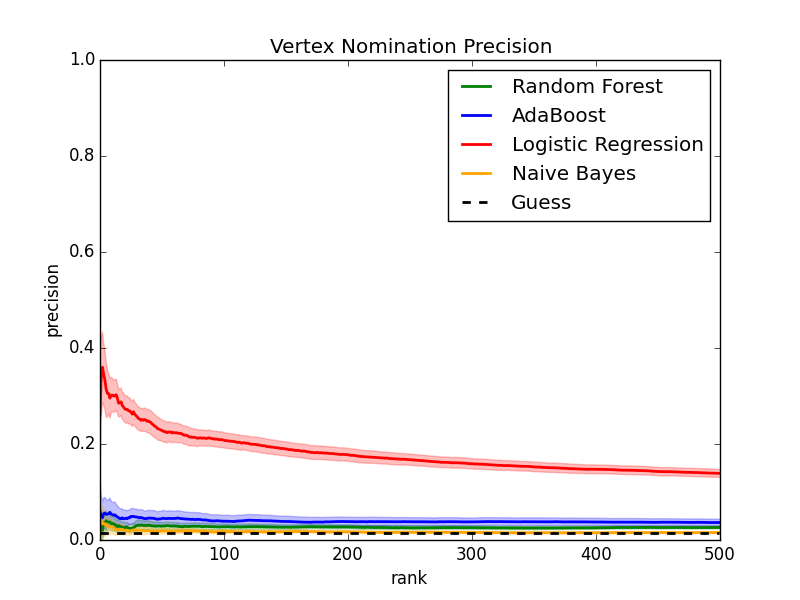 Vertex Nomination Precision
1.0
0.8
0.6
0.4
0.2
0.0
precision
Random Forest
AdaBoost
Logistic Regression
Naive Bayes
Guess
0
100
200
300
400
500
rank